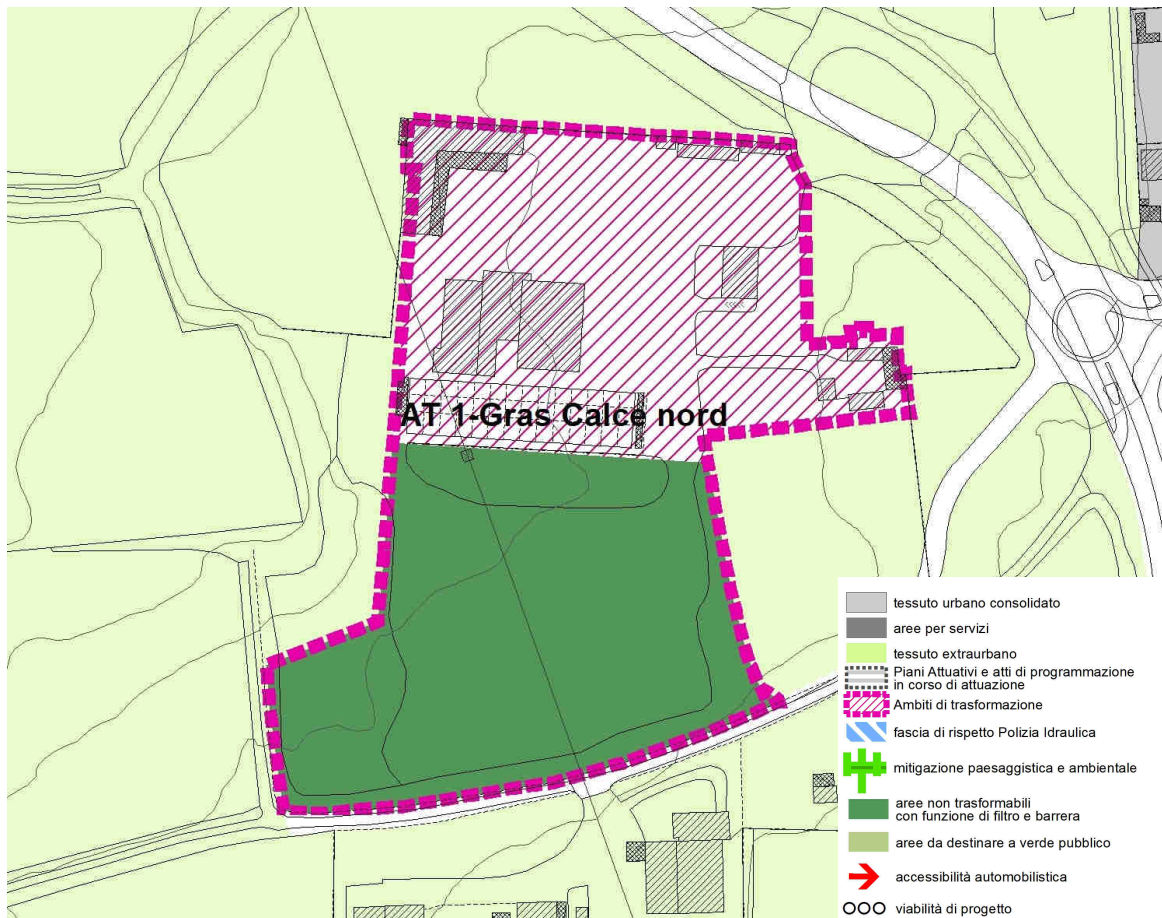 AT 1-Gras Calce nord
tessuto urbano consolidato
aree per servizi
tessuto extraurbano
Piani Attuativi e atti di programmazione
in corso di attuazione
Ambiti di trasformazione
fascia di rispetto Polizia Idraulica
mitigazione paesaggistica e ambientale
aree non trasformabili
con funzione di filtro e barrera
aree da destinare a verde pubblico
accessibilità automobilistica
viabilità di progetto